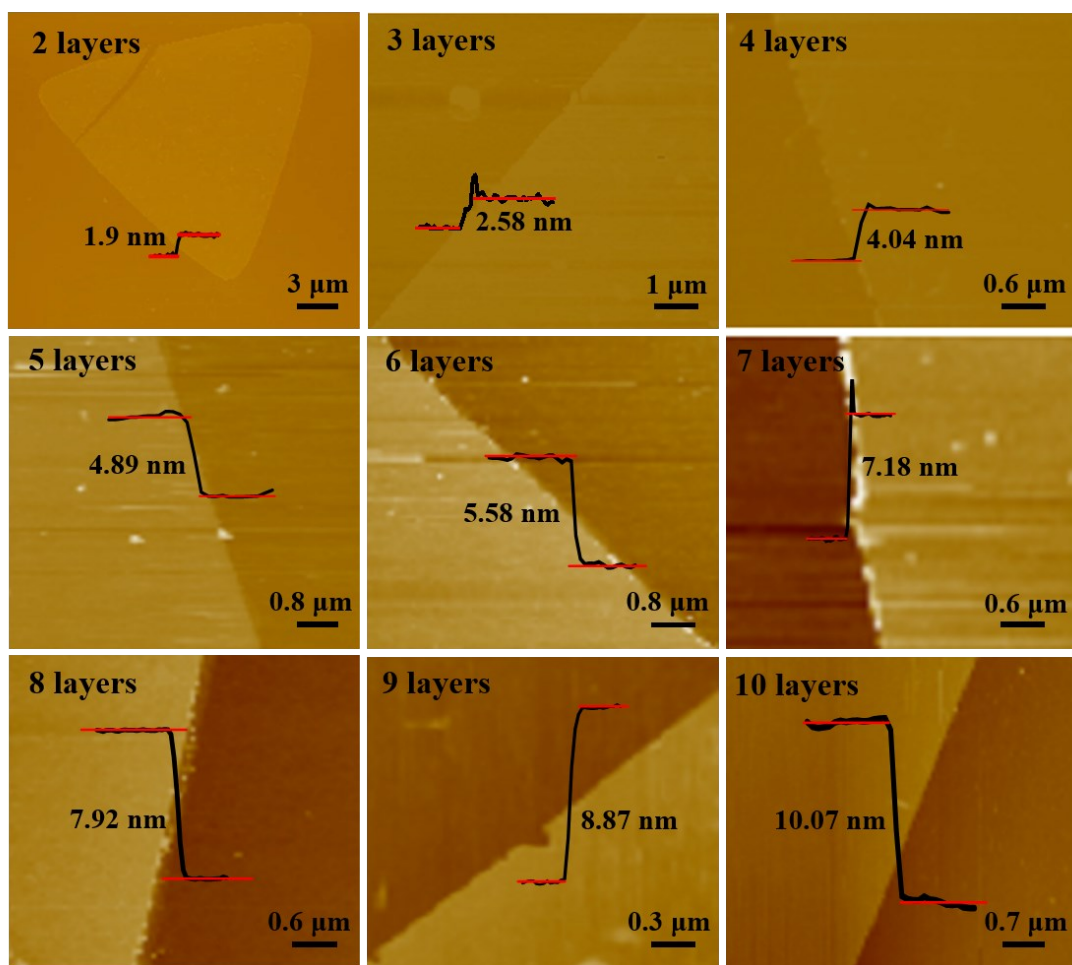 2 layers
1.9 nm
3 μm
3 layers
2.58 nm
1 μm
4 layers
4.04 nm
0.6 μm
5 layers
4.89 nm
0.8 μm
6 layers
5.58 nm
0.8 μm
7 layers
7.18 nm
0.6 μm
8 layers
7.92 nm
0.6 μm
9 layers
8.87 nm
0.3 μm
10 layers
10.07 nm
0.7 μm